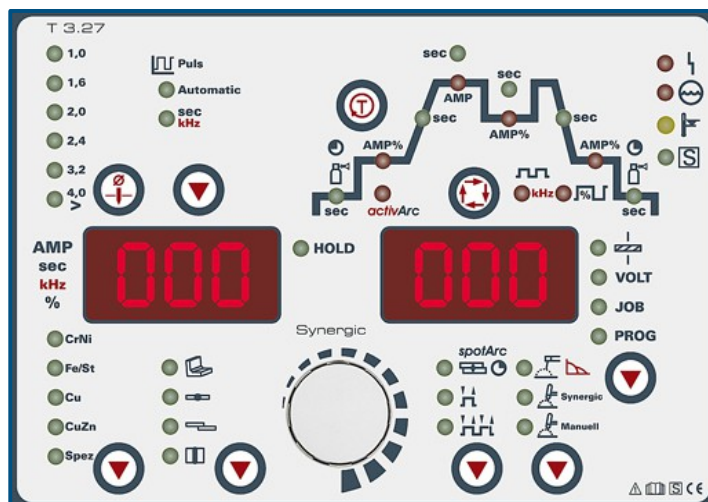 T 3.27
1,0
1,6
2,0
2,4
3,2
4,0
>
Ø
Puls
Automatic
sec
kHz
T
sec
AMP
sec
sec
AMP%
sec
AMP%
AMP%
sec
activArc
kHz
%
sec
S
AMP
sec
kHz
%
000
HOLD
000
VOLT
JOB
PROG
CrNi
Fe/St
Cu
CuZn
Spez
Synergic
spotArc
Synergic
Manuell
S CE